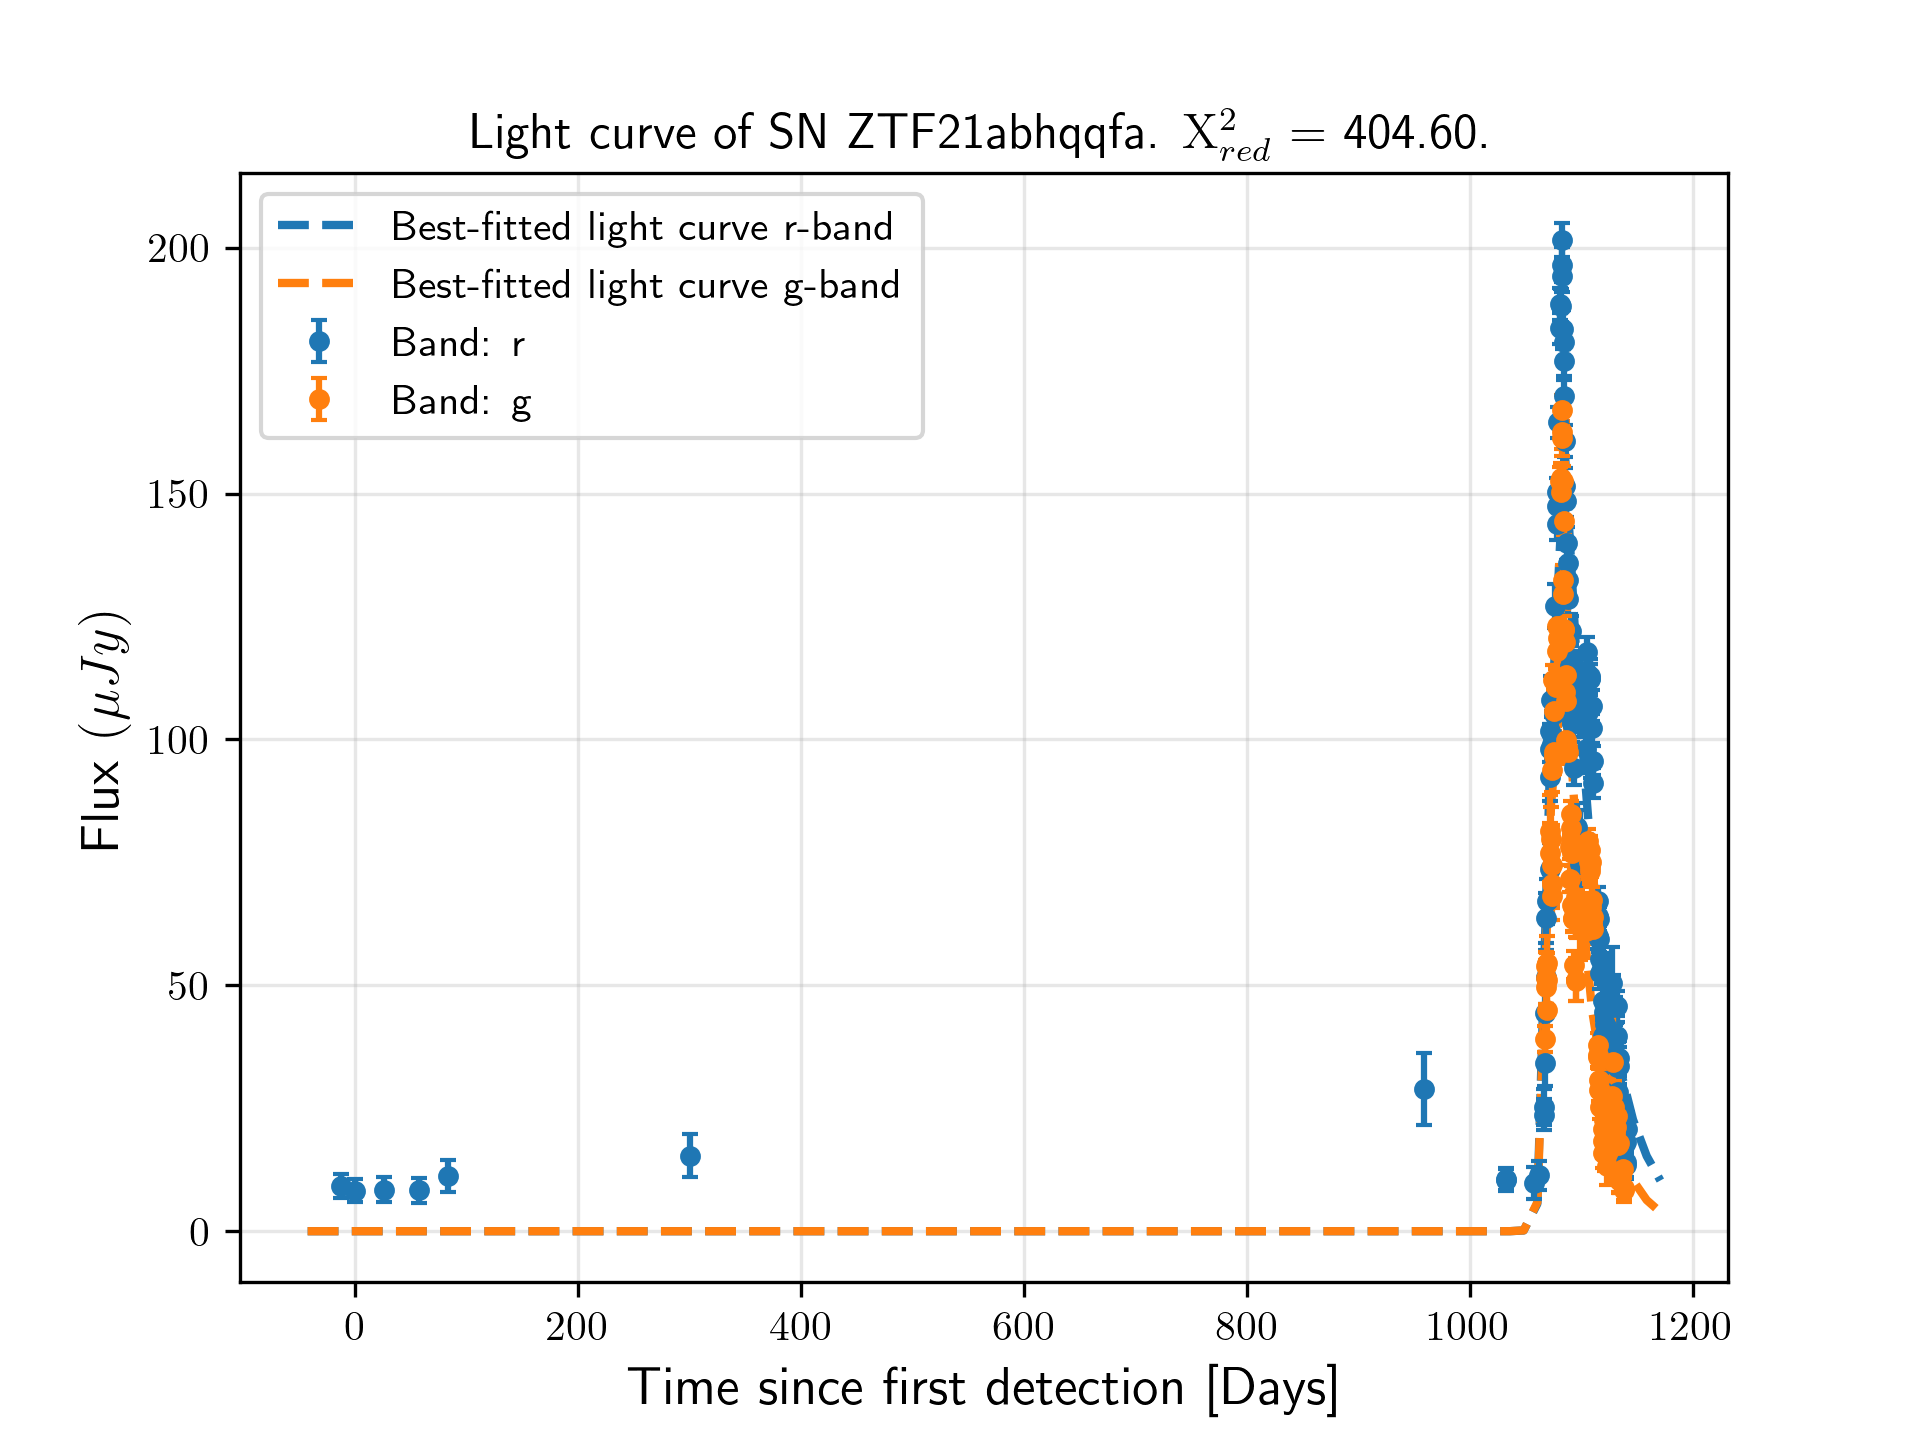 Light curve of SN ZTF21abhqqfa. X²_red = 404.60.
Best-fitted light curve r-band
Best-fitted light curve g-band
Band: r
Band: g
Flux (μJy)
200
150
100
50
0
0 200 400 600 800 1000 1200
Time since first detection [Days]